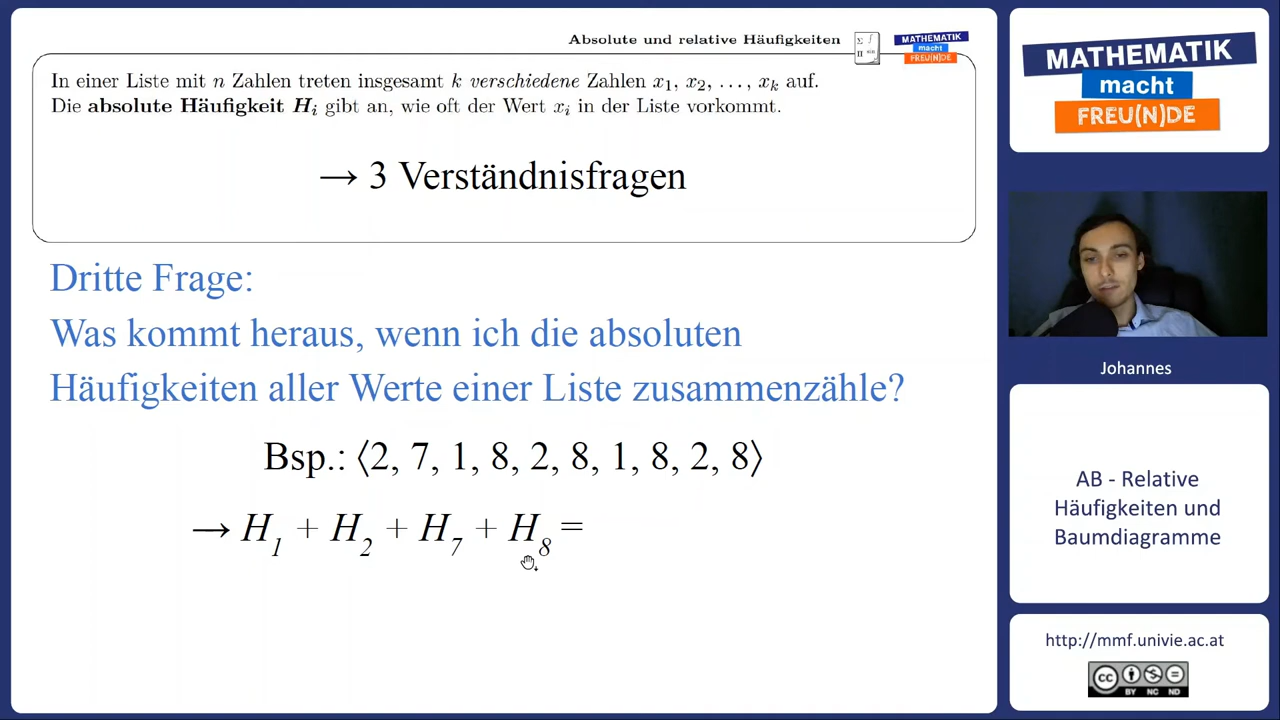 Absolute und relative Häufigkeiten
MATHEMATIK
macht
FREU(N)DE
In einer Liste mit n Zahlen treten insgesamt k verschiedene Zahlen x₁, x₂, …, xₖ auf.
Die absolute Häufigkeit Hᵢ gibt an, wie oft der Wert xᵢ in der Liste vorkommt.
→ 3 Verständnisfragen
Dritte Frage:
Was kommt heraus, wenn ich die absoluten
Häufigkeiten aller Werte einer Liste zusammenzähle?
Bsp.: ⟨2, 7, 1, 8, 2, 8, 1, 8, 2, 8⟩
→ H₁ + H₂ + H₇ + H₈ =
MATHEMATIK
macht
FREU(N)DE
Johannes
AB - Relative
Häufigkeiten und
Baumdiagramme
http://mmf.univie.ac.at
cc
BY NC ND